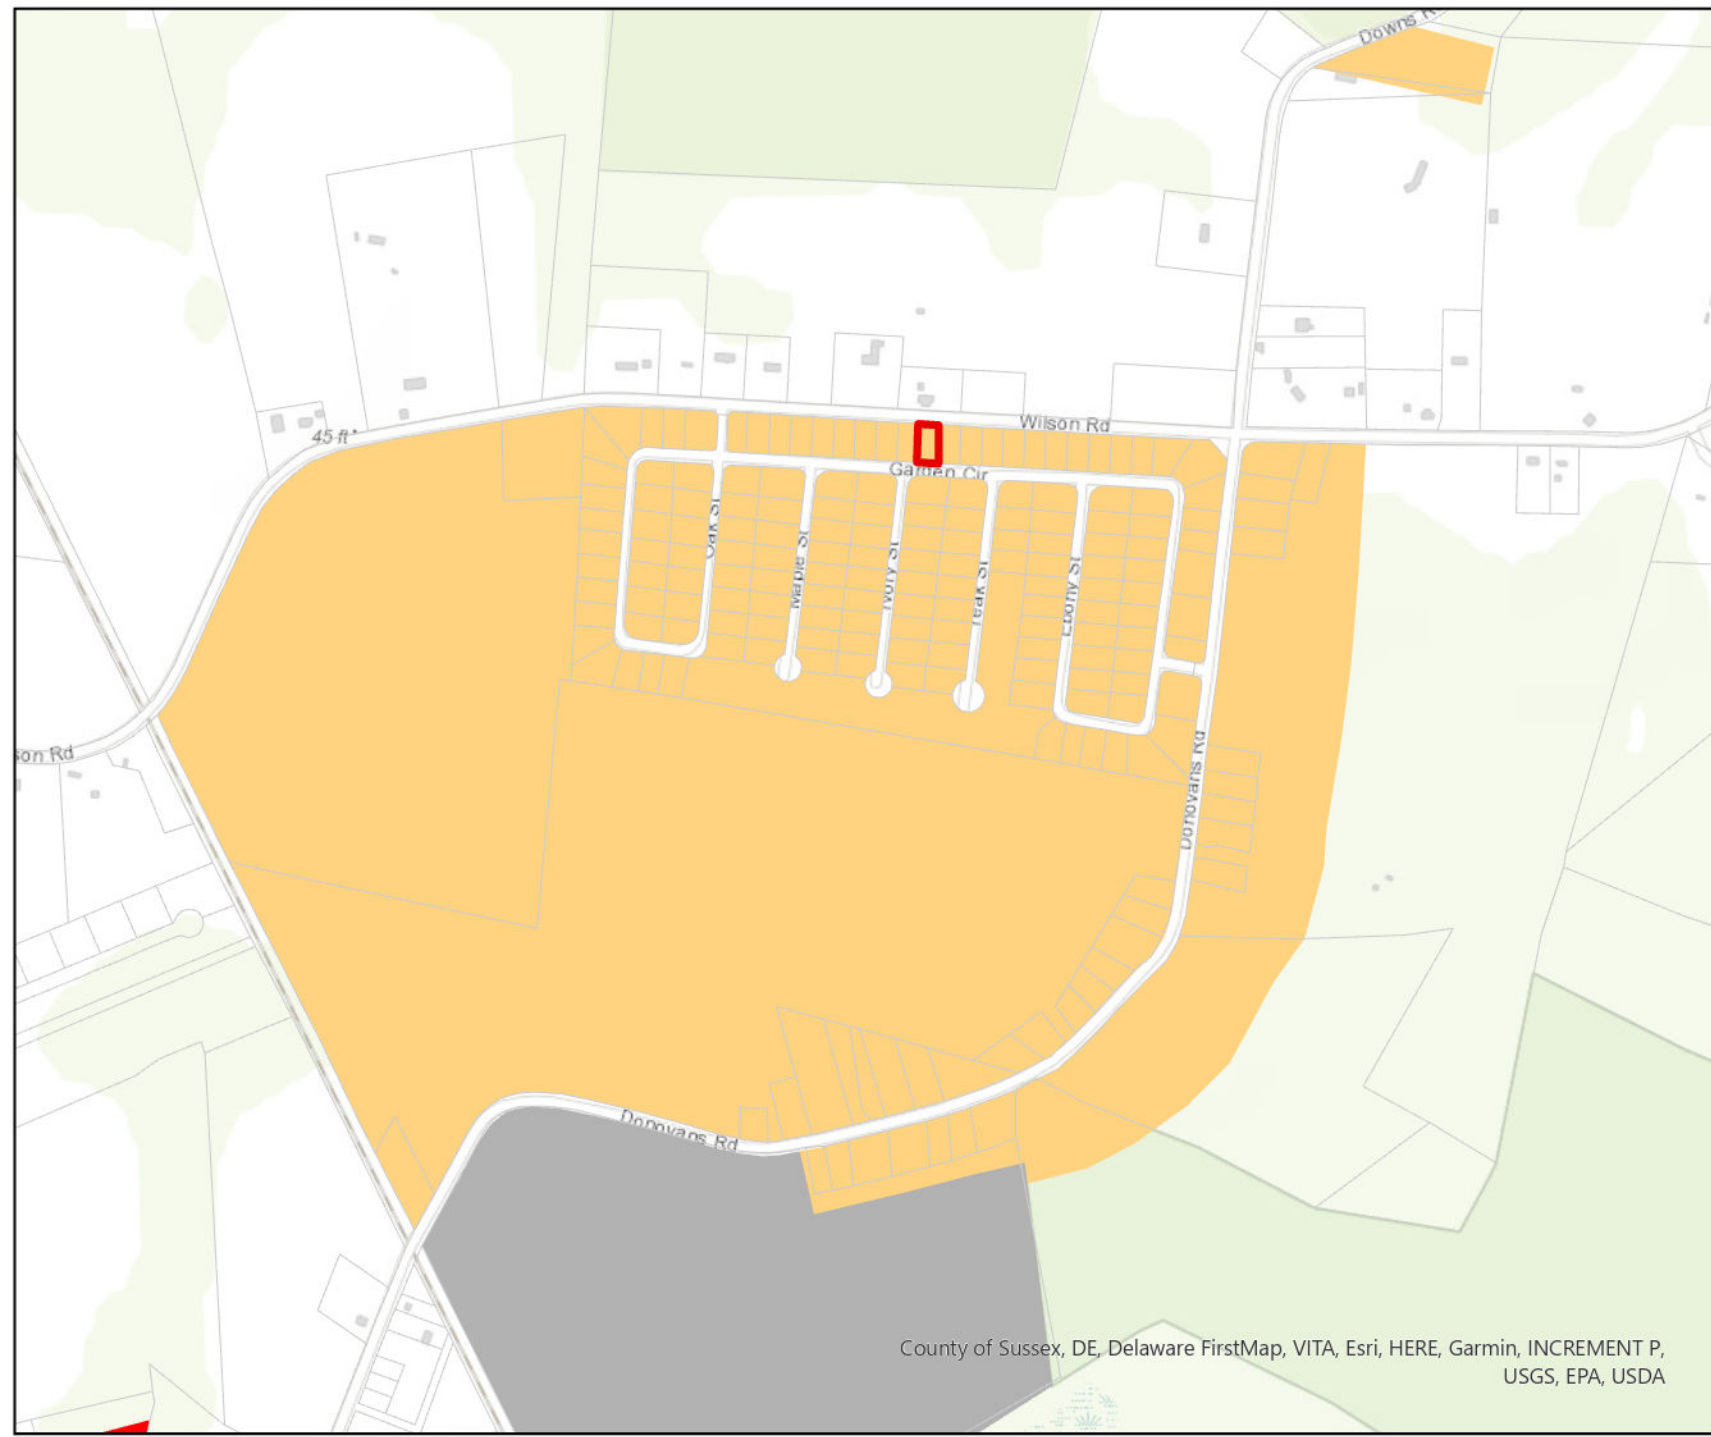 Downs R
45 ft
Wilson Rd
Garden Cir
Oak St
Maple St
Ivory St
Teak St
Ebony St
son Rd
Donovans Rd
Donovans Rd
County of Sussex, DE, Delaware FirstMap, VITA, Esri, HERE, Garmin, INCREMENT P,
USGS, EPA, USDA